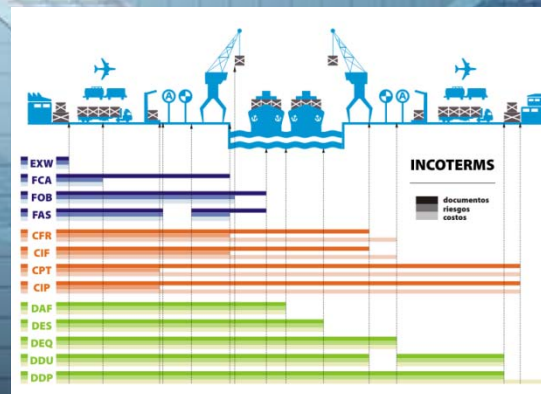 INCOTERMS
documentos
riesgos
costos
EXW
FCA
FOB
FAS
CFR
CIF
CPT
CIP
DAF
DES
DEQ
DDU
DDP
A
A